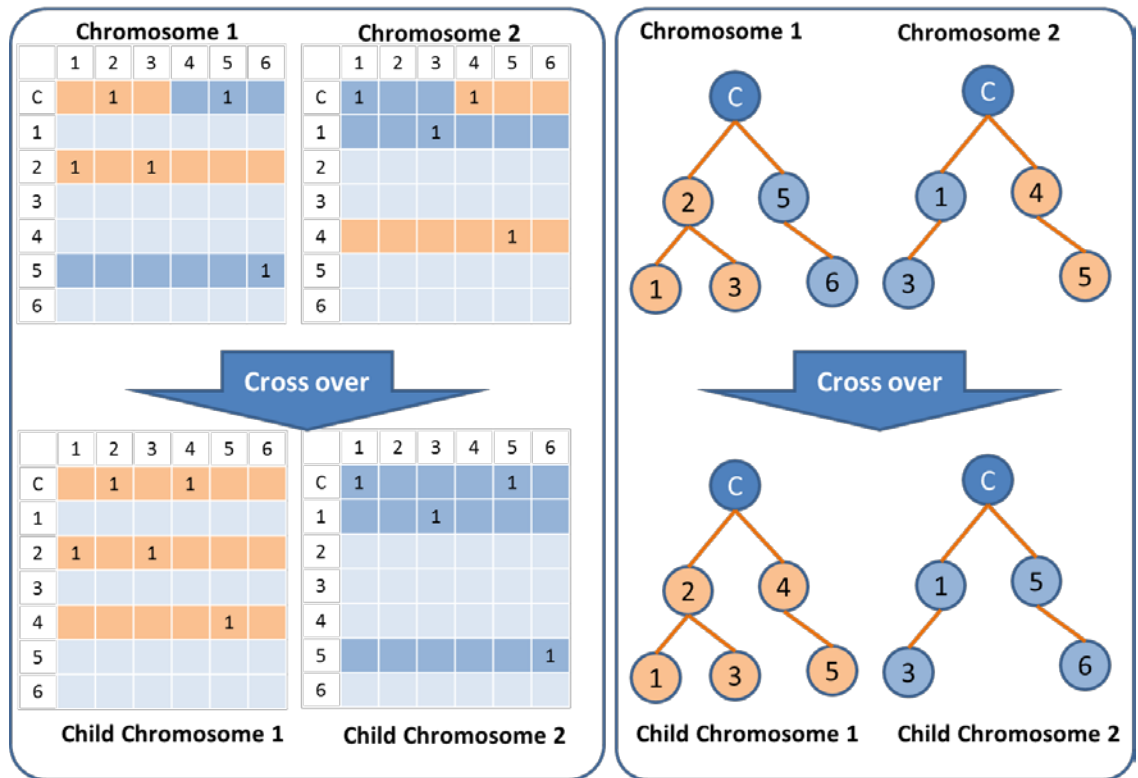 Chromosome 1
1 2 3 4 5 6
C 1 1
1
2 1 1
3
4
5 1
6
Chromosome 2
1 2 3 4 5 6
C 1 1
1 1
2
3
4 1
5
6
Cross over
1 2 3 4 5 6
C 1 1
1
2 1 1
3
4 1
5
6
Child Chromosome 1
1 2 3 4 5 6
C 1 1
1 1
2
3
4
5 1
6
Child Chromosome 2
Chromosome 1
C
2 5
1 3 6
Chromosome 2
C
1 4
3 5
Cross over
C
2 4
1 3 5
Child Chromosome 1
C
1 5
3 6
Child Chromosome 2